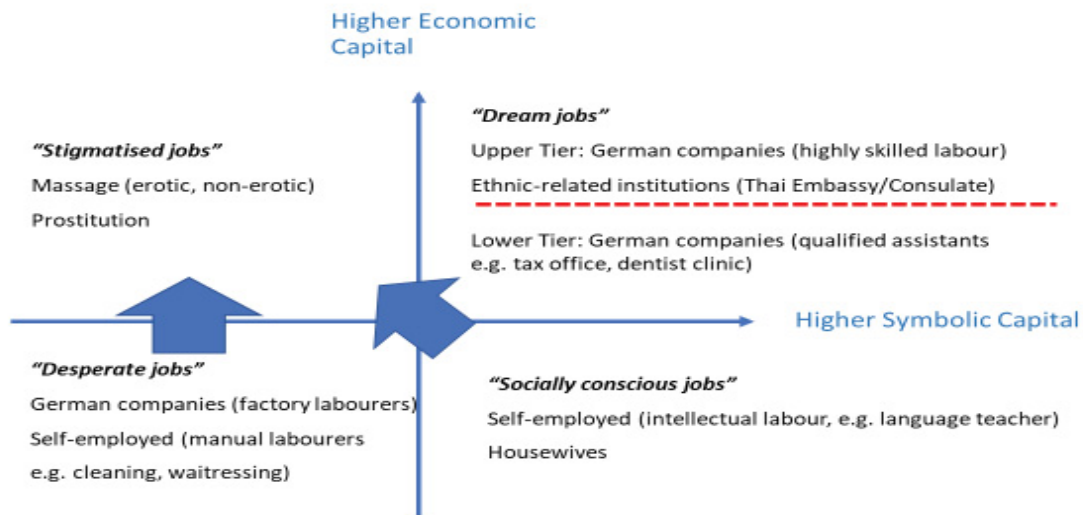 Higher Economic
Capital
“Stigmatised jobs”
Massage (erotic, non-erotic)
Prostitution
“Dream jobs”
Upper Tier: German companies (highly skilled labour)
Ethnic-related institutions (Thai Embassy/Consulate)
Lower Tier: German companies (qualified assistants
e.g. tax office, dentist clinic)
Higher Symbolic Capital
“Desperate jobs”
German companies (factory labourers)
Self-employed (manual labourers
e.g. cleaning, waitressing)
“Socially conscious jobs”
Self-employed (intellectual labour, e.g. language teacher)
Housewives